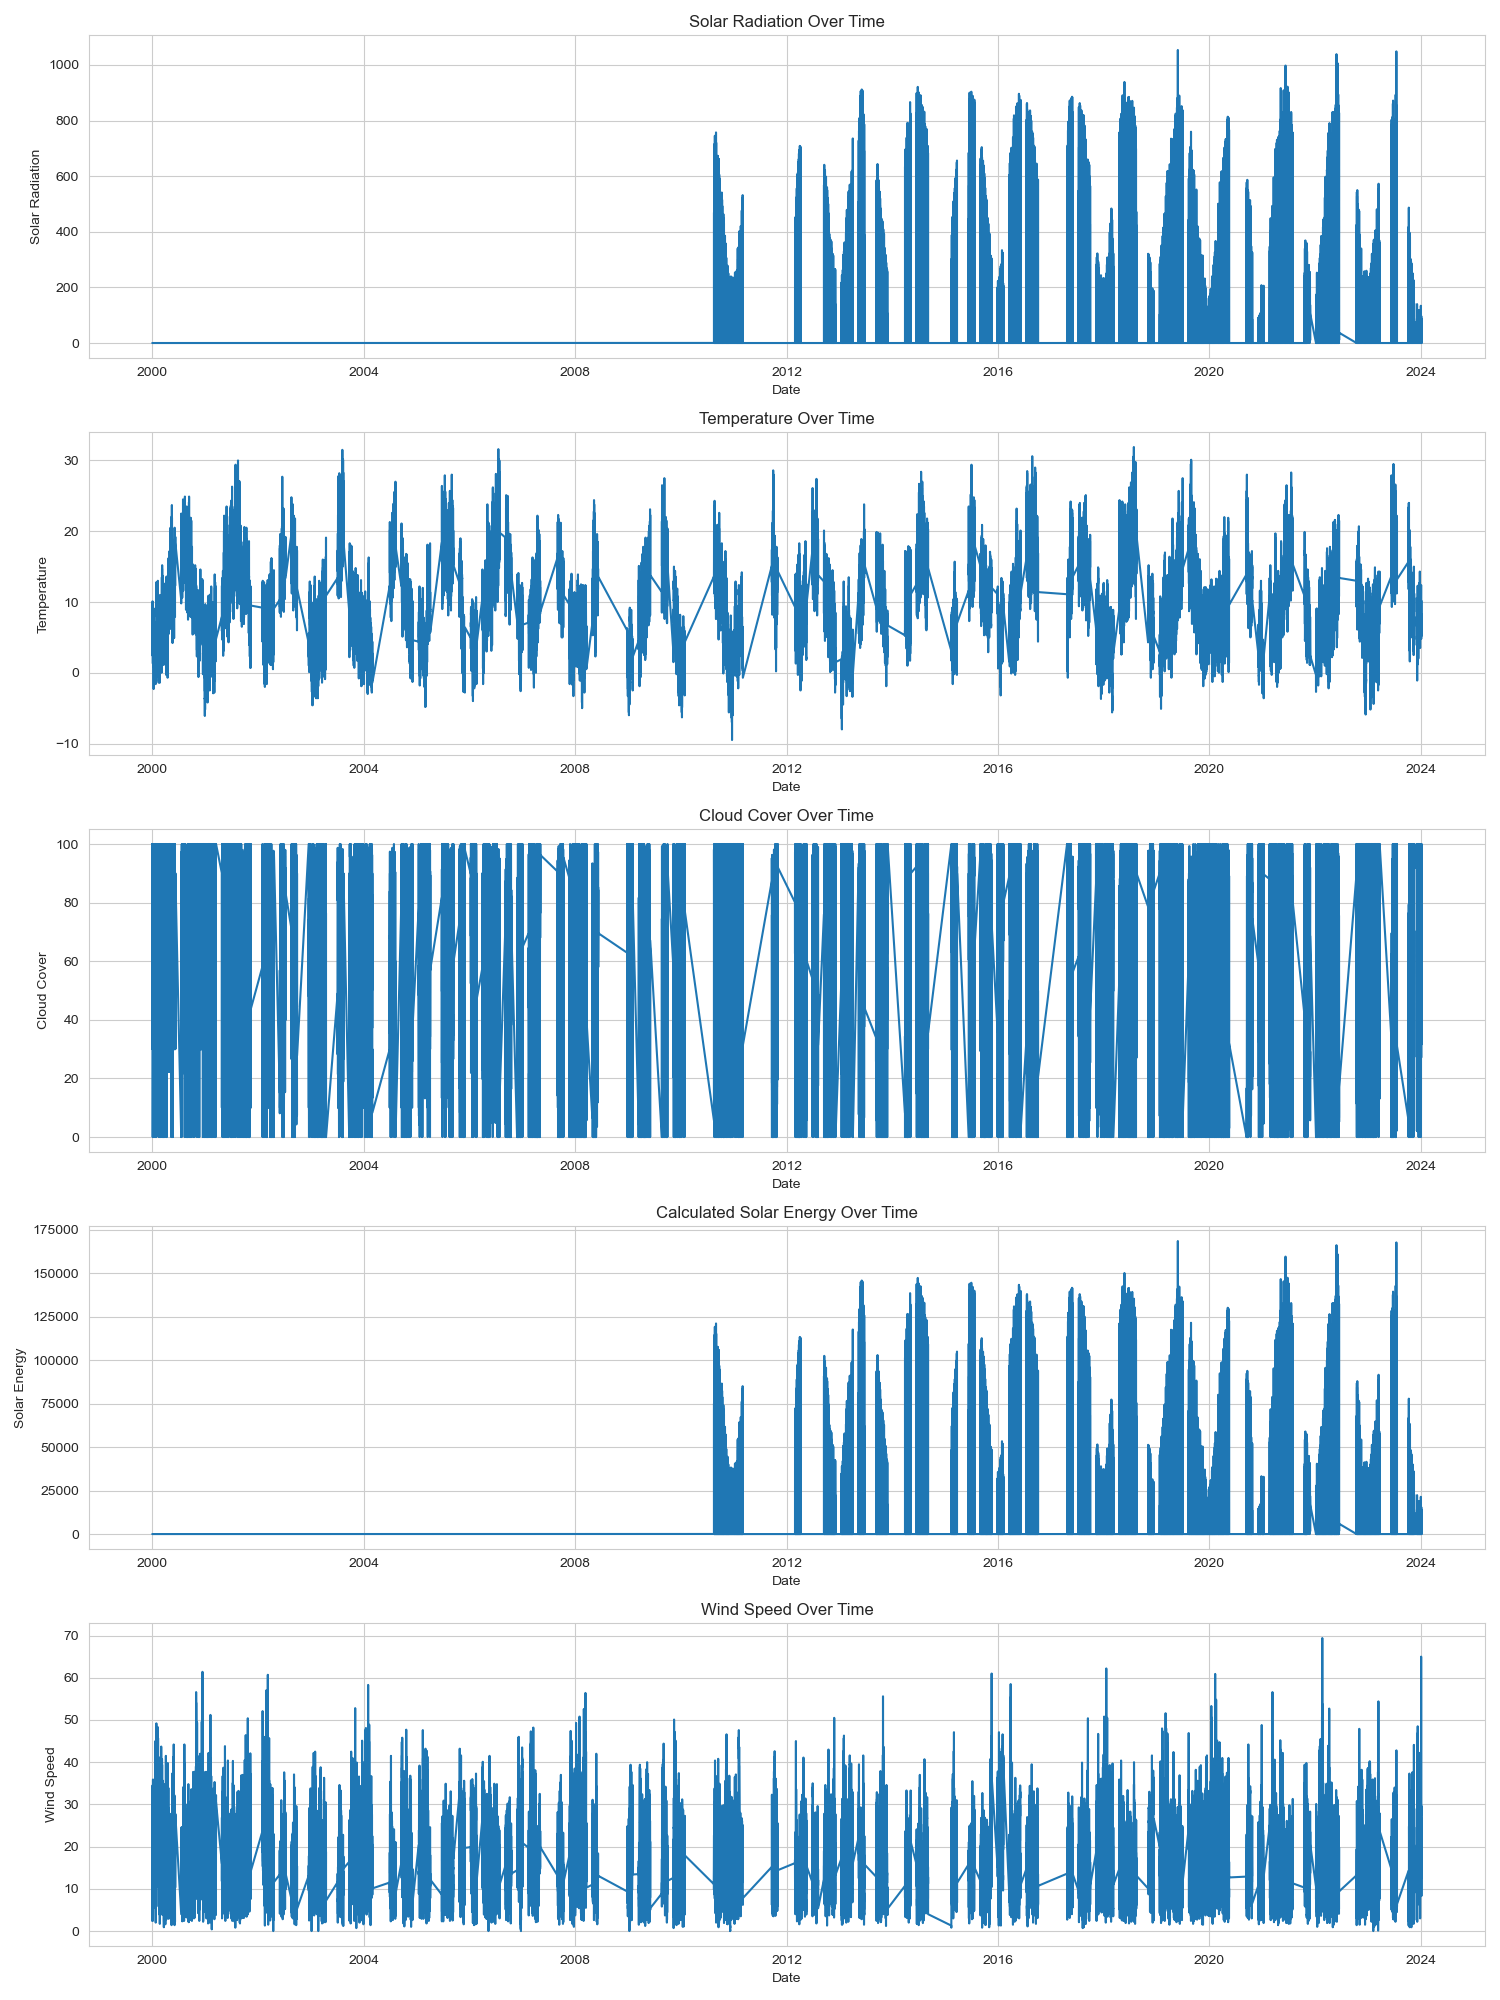 Solar Radiation Over Time
1000
800
600
400
200
0
Solar Radiation
2000 2004 2008 2012 2016 2020 2024
Date
Temperature Over Time
30
20
10
0
−10
Temperature
2000 2004 2008 2012 2016 2020 2024
Date
Cloud Cover Over Time
100
80
60
40
20
0
Cloud Cover
2000 2004 2008 2012 2016 2020 2024
Date
Calculated Solar Energy Over Time
175000
150000
125000
100000
75000
50000
25000
0
Solar Energy
2000 2004 2008 2012 2016 2020 2024
Date
Wind Speed Over Time
70
60
50
40
30
20
10
0
Wind Speed
2000 2004 2008 2012 2016 2020 2024
Date